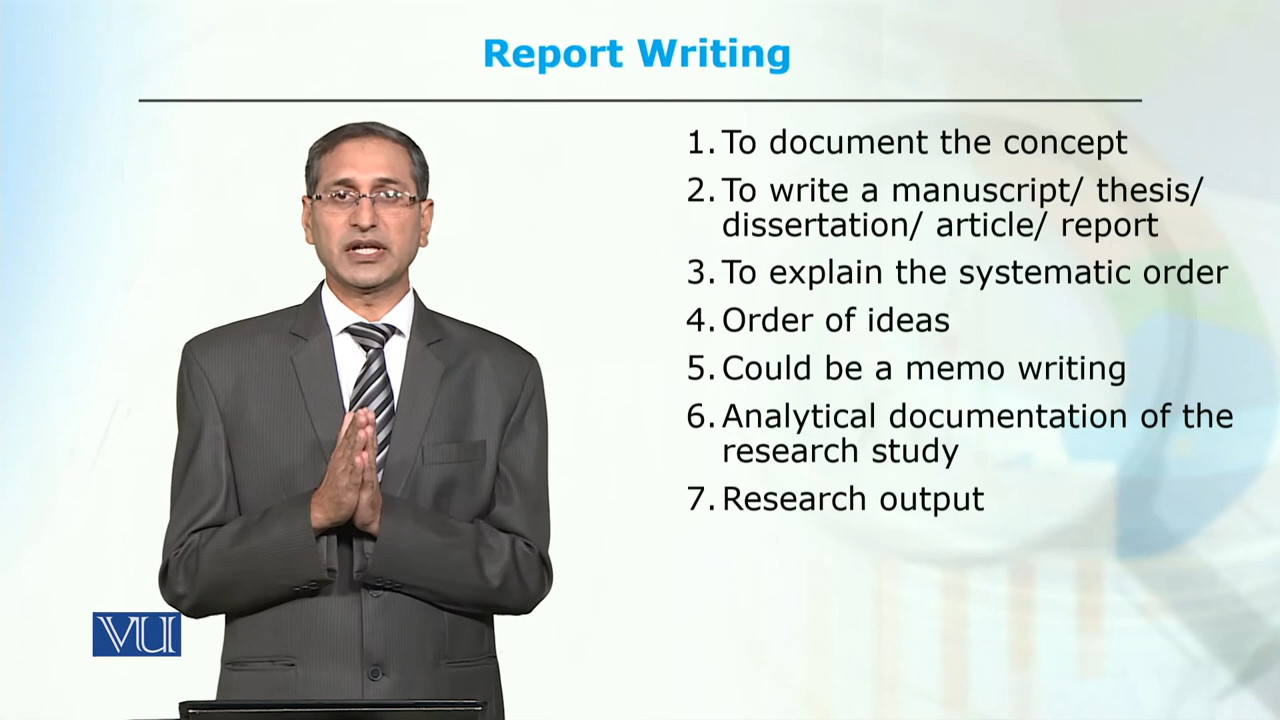 Report Writing
1. To document the concept
2. To write a manuscript/ thesis/
dissertation/ article/ report
3. To explain the systematic order
4. Order of ideas
5. Could be a memo writing
6. Analytical documentation of the
research study
7. Research output
VU